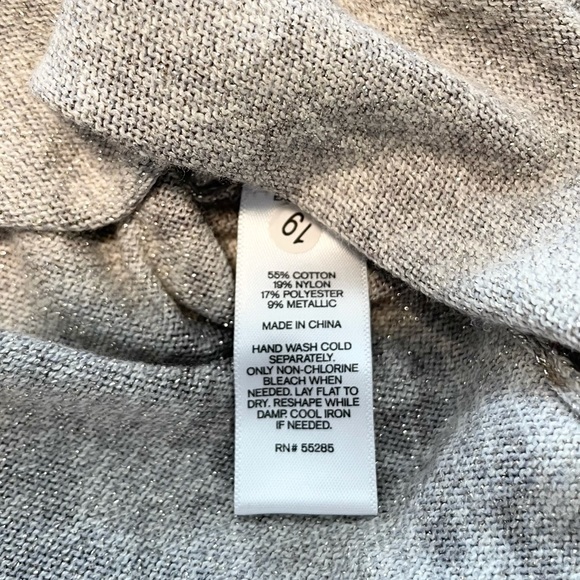 19
55% COTTON
19% NYLON
17% POLYESTER
9% METALLIC
MADE IN CHINA
HAND WASH COLD
SEPARATELY.
ONLY NON-CHLORINE
BLEACH WHEN
NEEDED. LAY FLAT TO
DRY. RESHAPE WHILE
DAMP. COOL IRON
IF NEEDED.
RN# 55285